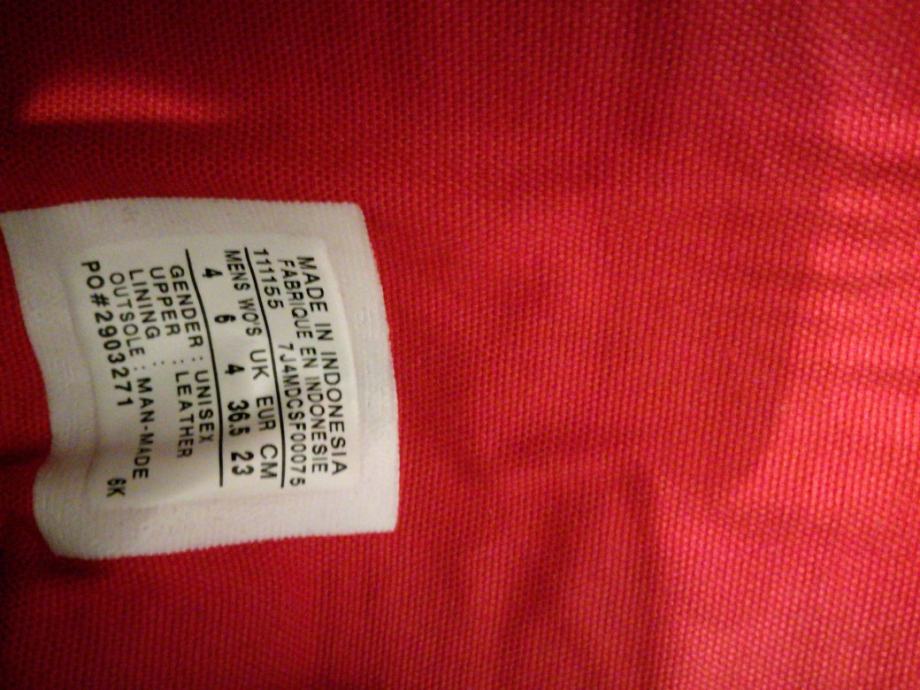 MADE IN INDONESIA
FABRIQUE EN INDONESIE
111155 7J4MDCSF00075
MENS WO'S UK EUR CM
4 6 4 36.5 23
GENDER : UNISEX
UPPER : LEATHER
LINING :
OUTSOLE : MAN-MADE
PO#2903271 6K